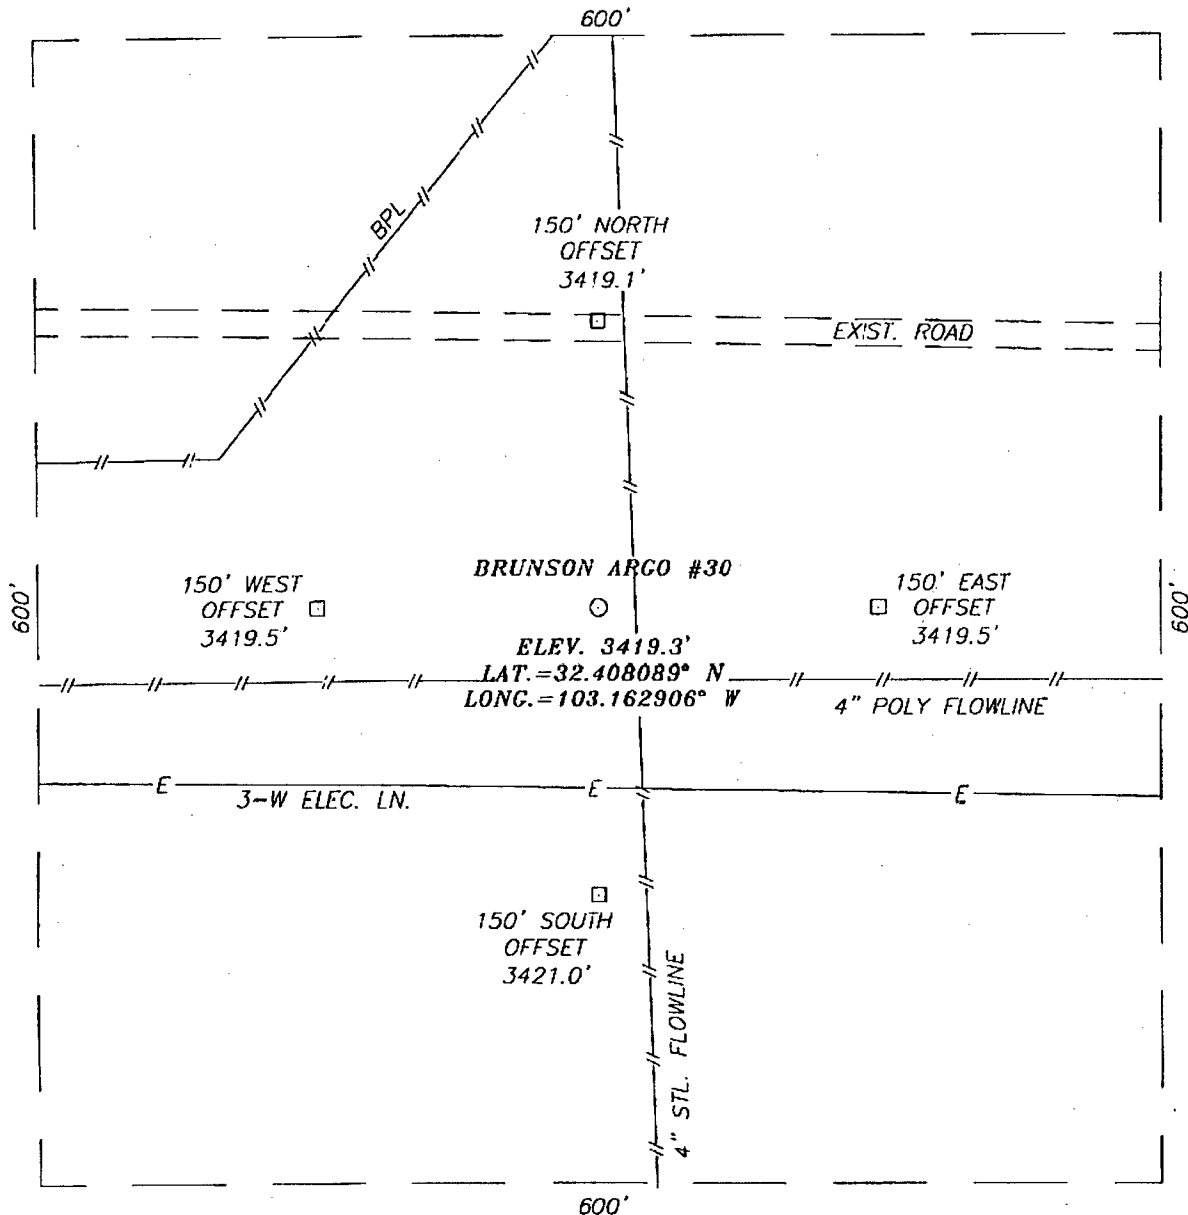 600'
BPL
150' NORTH
OFFSET
3419.1'
EXIST. ROAD
BRUNSON ARGO #30
150' WEST
OFFSET
3419.5'
150' EAST
OFFSET
3419.5'
600'
600'
ELEV. 3419.3'
LAT.=32.408089° N
LONG.=103.162906° W
4" POLY FLOWLINE
E
E
E
3-W ELEC. LN.
150' SOUTH
OFFSET
3421.0'
4" STL. FLOWLINE
600'